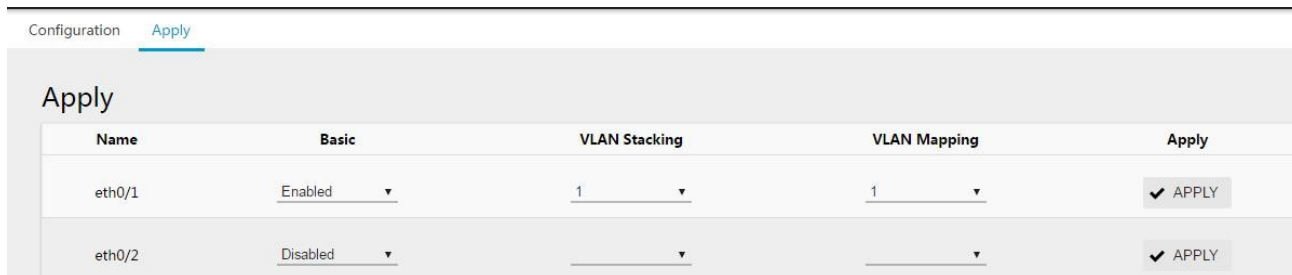 Configuration Apply
Apply
Name Basic VLAN Stacking VLAN Mapping Apply
eth0/1 Enabled 1 1 APPLY
eth0/2 Disabled APPLY